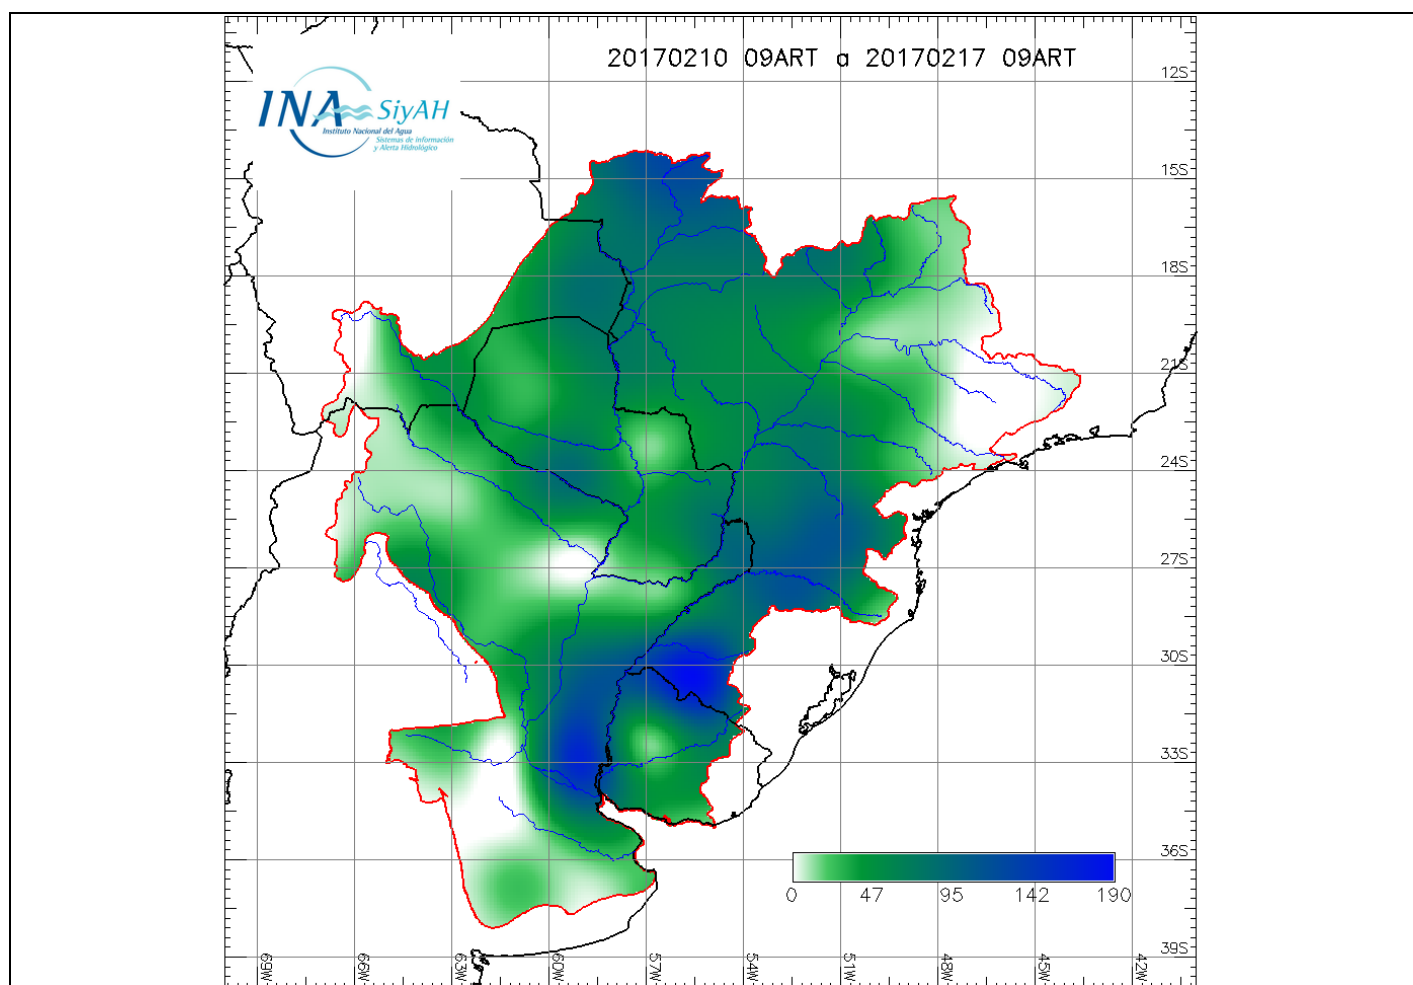 20170210 09ART a 20170217 09ART
INA SiyAH
Instituto Nacional del Agua
Sistemas de información
y Alerta Hidrológico
12S
15S
18S
21S
24S
27S
30S
33S
36S
39S
0 47 95 142 190
69W 66W 63W 60W 57W 54W 51W 48W 45W 42W